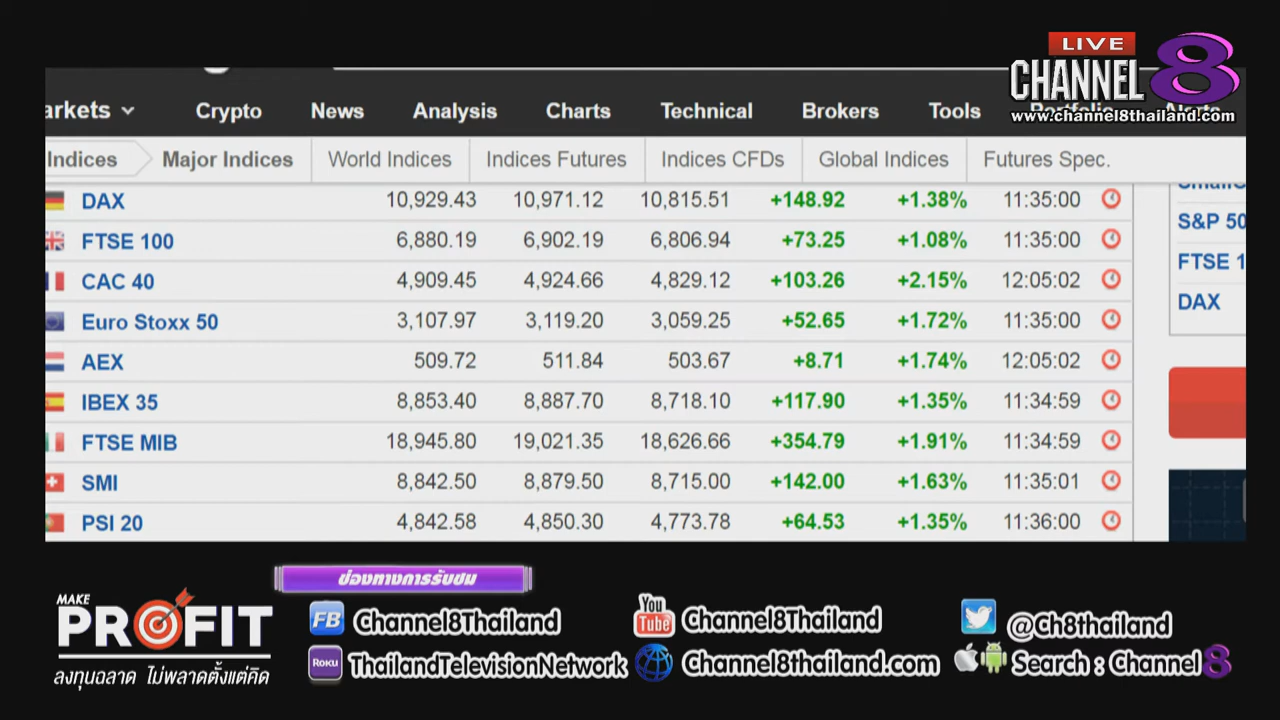 LIVE
CHANNEL 8
www.channel8thailand.com
arkets Crypto News Analysis Charts Technical Brokers Tools Portfolio Alerts
Indices Major Indices World Indices Indices Futures Indices CFDs Global Indices Futures Spec.
DAX 10,929.43 10,971.12 10,815.51 +148.92 +1.38% 11:35:00
FTSE 100 6,880.19 6,902.19 6,806.94 +73.25 +1.08% 11:35:00
CAC 40 4,909.45 4,924.66 4,829.12 +103.26 +2.15% 12:05:02
Euro Stoxx 50 3,107.97 3,119.20 3,059.25 +52.65 +1.72% 11:35:00
AEX 509.72 511.84 503.67 +8.71 +1.74% 12:05:02
IBEX 35 8,853.40 8,887.70 8,718.10 +117.90 +1.35% 11:34:59
FTSE MIB 18,945.80 19,021.35 18,626.66 +354.79 +1.91% 11:34:59
SMI 8,842.50 8,879.50 8,715.00 +142.00 +1.63% 11:35:01
PSI 20 4,842.58 4,850.30 4,773.78 +64.53 +1.35% 11:36:00
S&P 50
FTSE 1
DAX
ช่องทางการรับชม
MAKE
PROFIT
ลงทุนฉลาด ไม่พลาดตั้งแต่คิด
FB Channel8Thailand
You Tube Channel8Thailand
@Ch8thailand
Roku ThailandTelevisionNetwork
Channel8thailand.com
Search : Channel 8